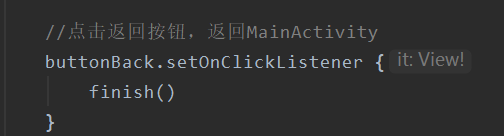 //点击返回按钮，返回MainActivity
buttonBack.setOnClickListener { it: View!
    finish()
}